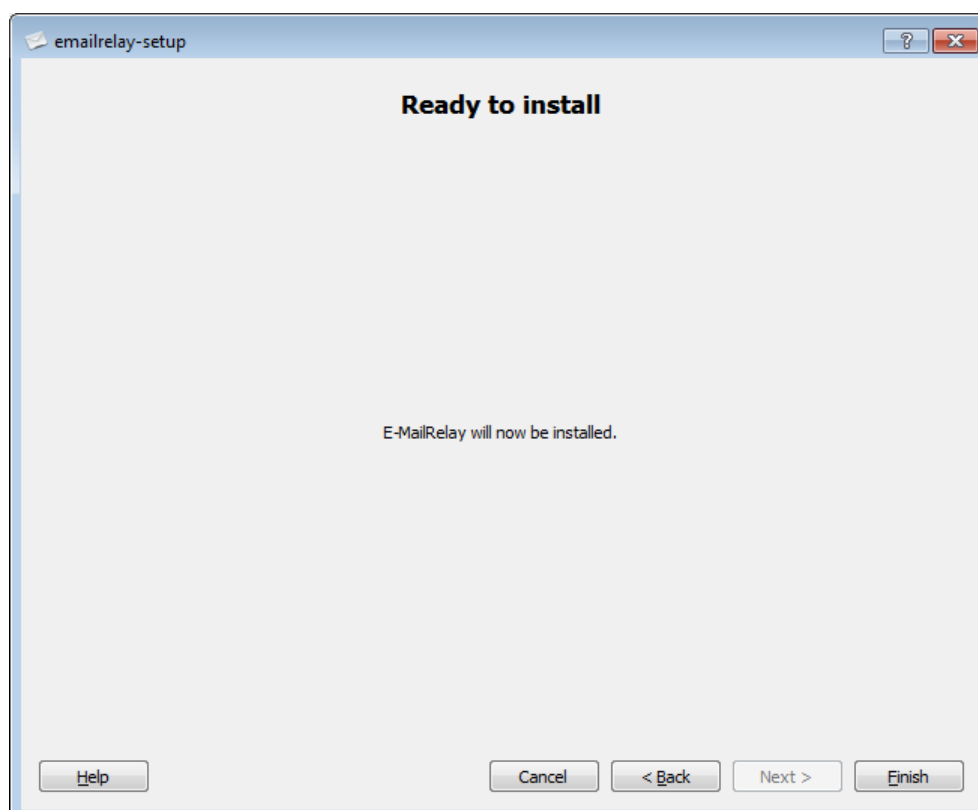 emailrelay-setup
Ready to install
E-MailRelay will now be installed.
Help Cancel < Back Next > Finish